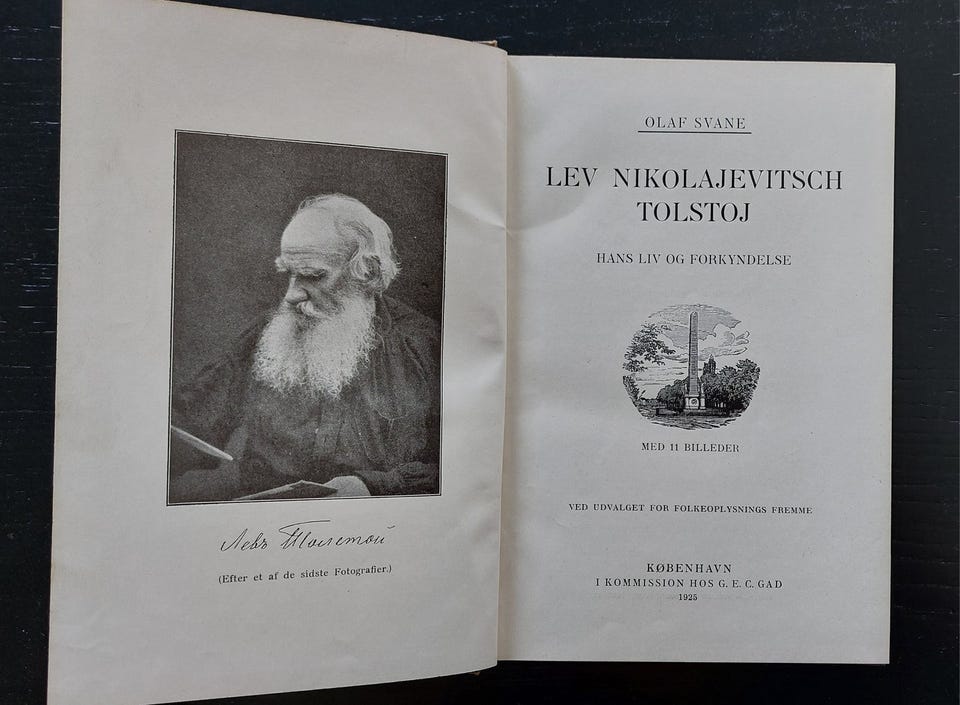 Левъ Толстой
(Efter et af de sidste Fotografier.)
OLAF SVANE
LEV NIKOLAJEVITSCH
TOLSTOJ
HANS LIV OG FORKYNDELSE
MED 11 BILLEDER
VED UDVALGET FOR FOLKEOPLYSNINGS FREMME
KØBENHAVN
I KOMMISSION HOS G. E. C. GAD
1925